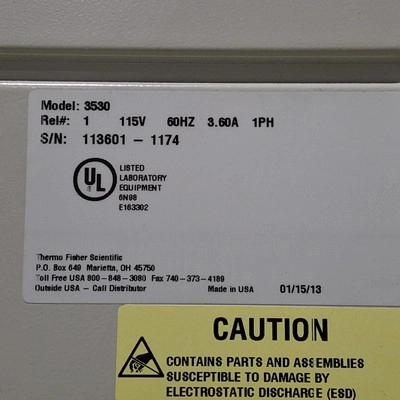 Model: 3530
Rel#: 1 115V 60HZ 3.60A 1PH
S/N: 113601 - 1174
UL
LISTED
LABORATORY
EQUIPMENT
6N98
E163302
Thermo Fisher Scientific
P.O. Box 649 Marietta, OH 45750
Toll Free USA 800-848-3080 Fax 740-373-4189
Outside USA - Call Distributor Made in USA 01/15/13
CAUTION
CONTAINS PARTS AND ASSEMBLIES
SUSCEPTIBLE TO DAMAGE BY
ELECTROSTATIC DISCHARGE (ESD)